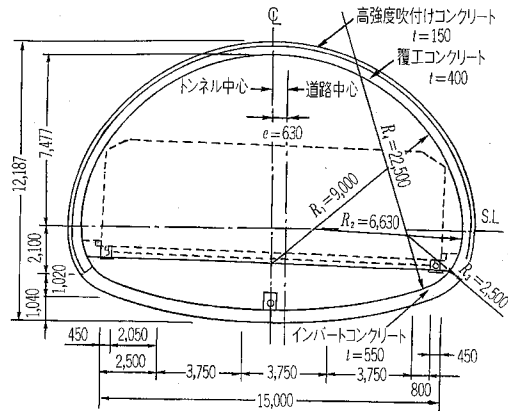 ℄
高強度吹付けコンクリート
t=150
覆工コンクリート
t=400
トンネル中心
道路中心
e=630
12,187
7,477
R₁=9,000
R₄=22,500
R₂=6,630
S.L
R₃=2,500
2,100
1,020
1,040
インバートコンクリート
t=550
450
2,050
2,500
3,750
3,750
3,750
800
450
15,000